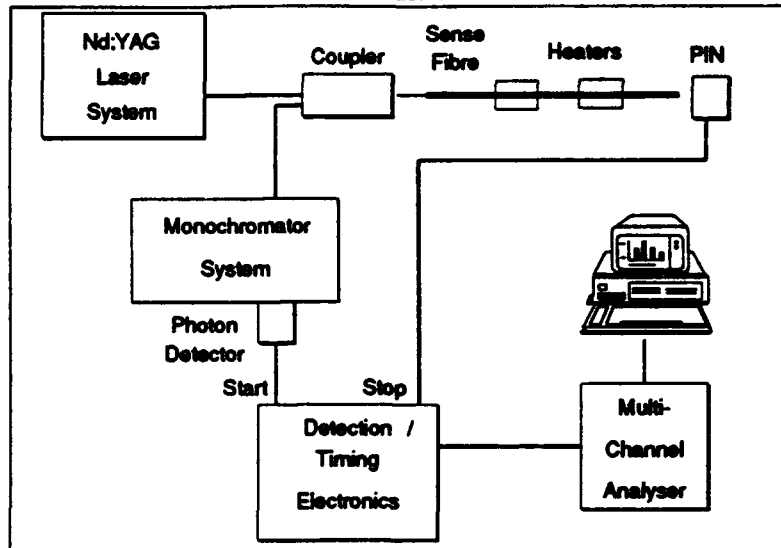 Nd:YAG
Laser
System
Coupler
Sense
Fibre
Heaters
PIN
Monochromator
System
Photon
Detector
Start
Stop
Detection /
Timing
Electronics
Multi-
Channel
Analyser